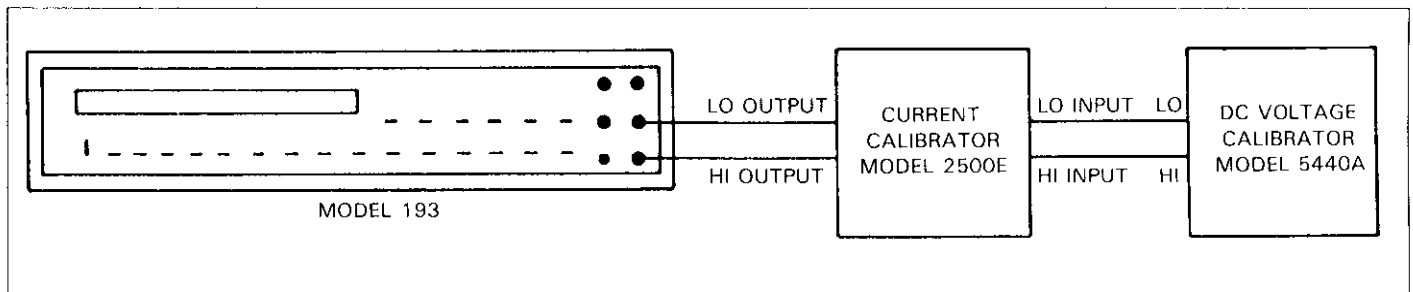 LO OUTPUT
HI OUTPUT
MODEL 193
CURRENT
CALIBRATOR
MODEL 2500E
LO INPUT
HI INPUT
LO
HI
DC VOLTAGE
CALIBRATOR
MODEL 5440A